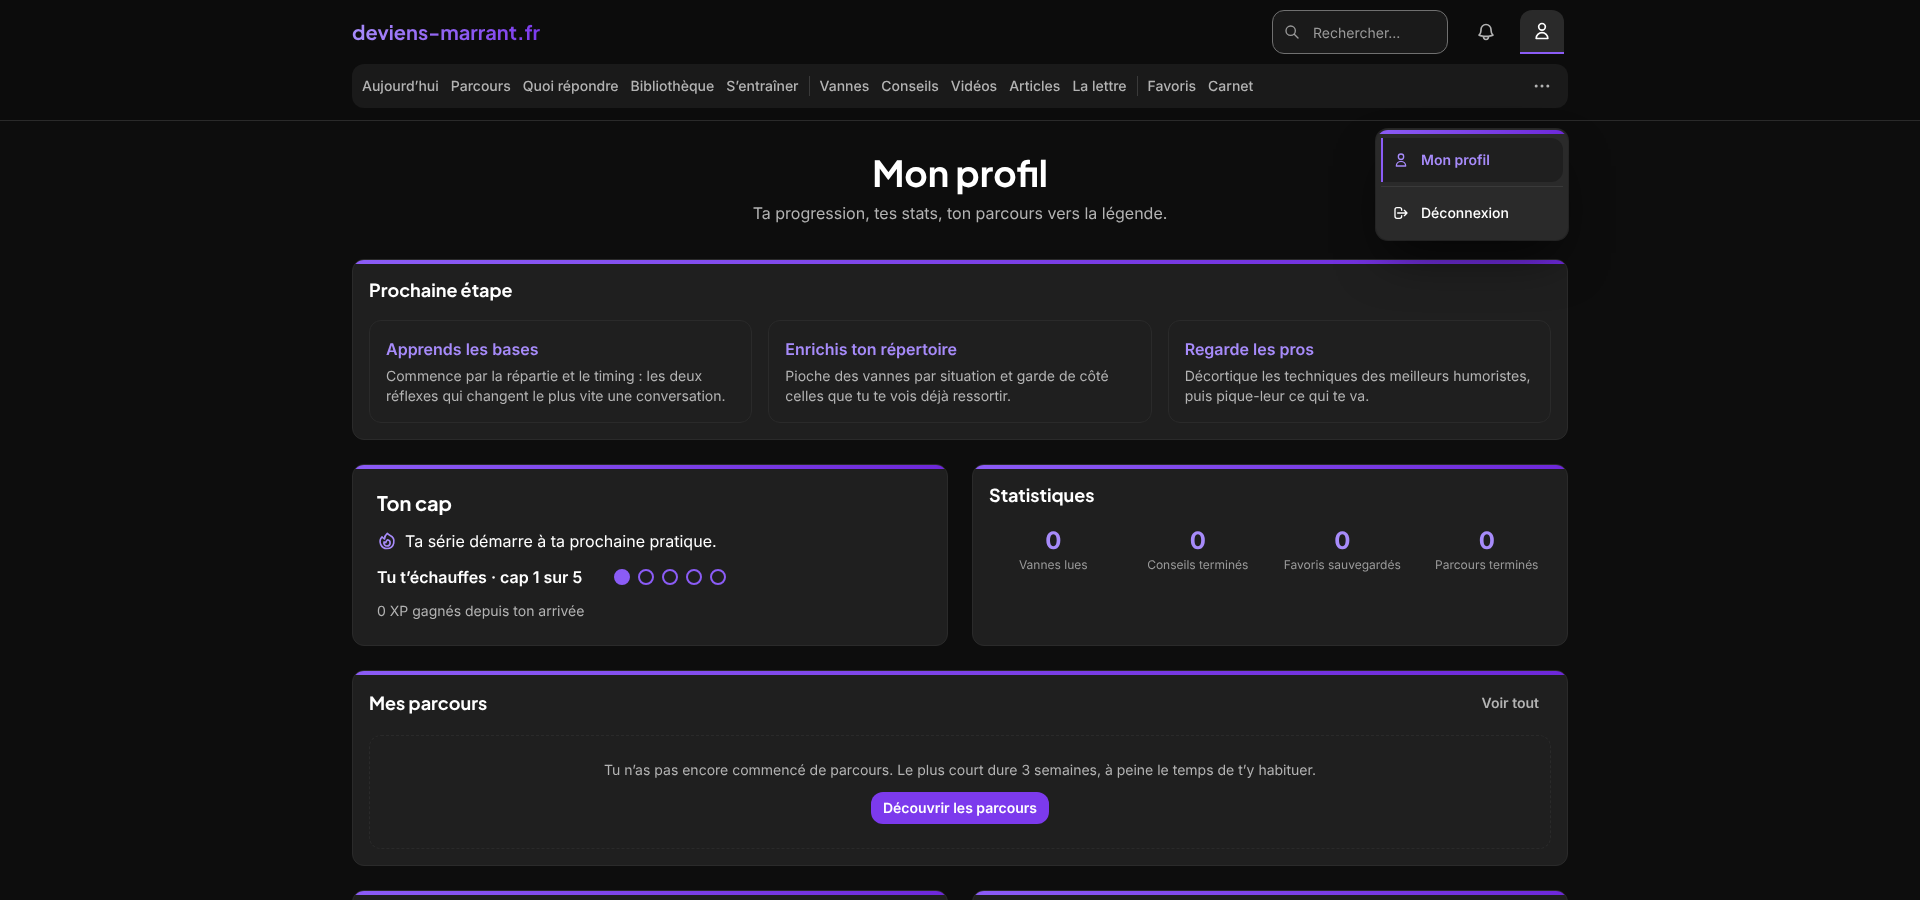 deviens-marrant.fr
Rechercher...
Aujourd’hui Parcours Quoi répondre Bibliothèque S’entraîner Vannes Conseils Vidéos Articles La lettre Favoris Carnet
Mon profil
Déconnexion
Mon profil
Ta progression, tes stats, ton parcours vers la légende.
Prochaine étape
Apprends les bases
Commence par la répartie et le timing : les deux
réflexes qui changent le plus vite une conversation.
Enrichis ton répertoire
Pioche des vannes par situation et garde de côté
celles que tu te vois déjà ressortir.
Regarde les pros
Décortique les techniques des meilleurs humoristes,
puis pique-leur ce qui te va.
Ton cap
Ta série démarre à ta prochaine pratique.
Tu t’échauffes · cap 1 sur 5
0 XP gagnés depuis ton arrivée
Statistiques
0 0 0 0
Vannes lues Conseils terminés Favoris sauvegardés Parcours terminés
Mes parcours
Voir tout
Tu n’as pas encore commencé de parcours. Le plus court dure 3 semaines, à peine le temps de t’y habituer.
Découvrir les parcours